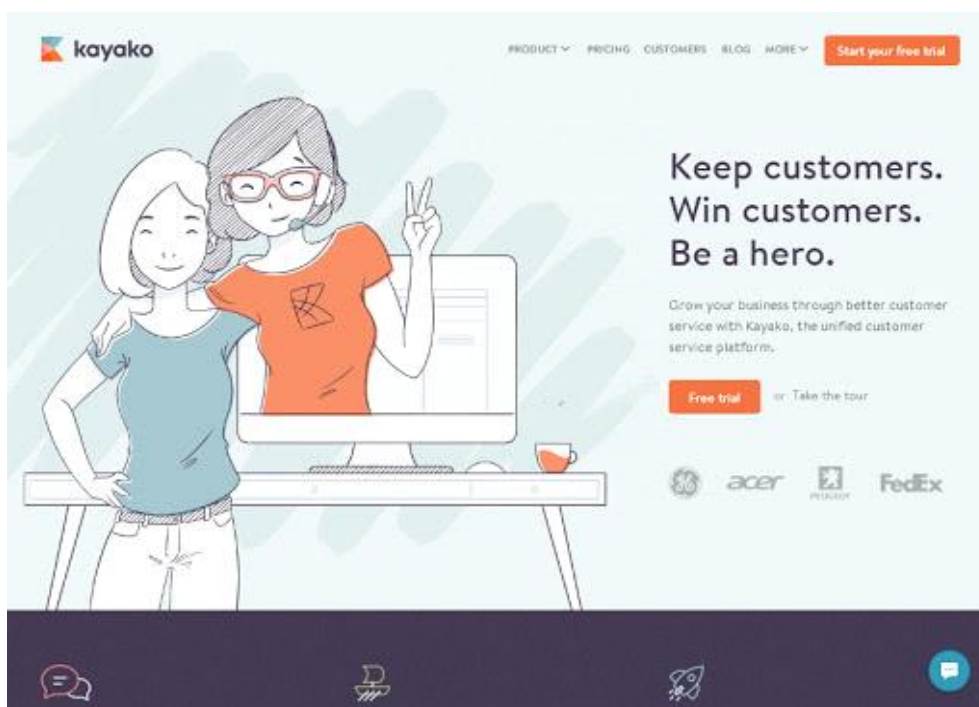 kayako
PRODUCT PRICING CUSTOMERS BLOG MORE Start your free trial
Keep customers.
Win customers.
Be a hero.
Grow your business through better customer
service with Kayako, the unified customer
service platform.
Free trial or Take the tour
GE acer PEUGEOT FedEx